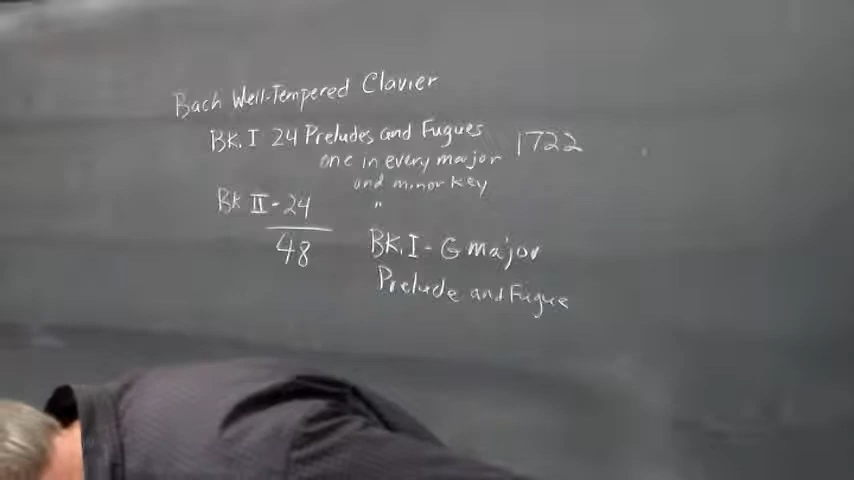 Bach Well-Tempered Clavier
BK. I 24 Preludes and Fugues 1722
one in every major
and minor key
BK II - 24 "
48
BK. I - G major
Prelude and Fugue